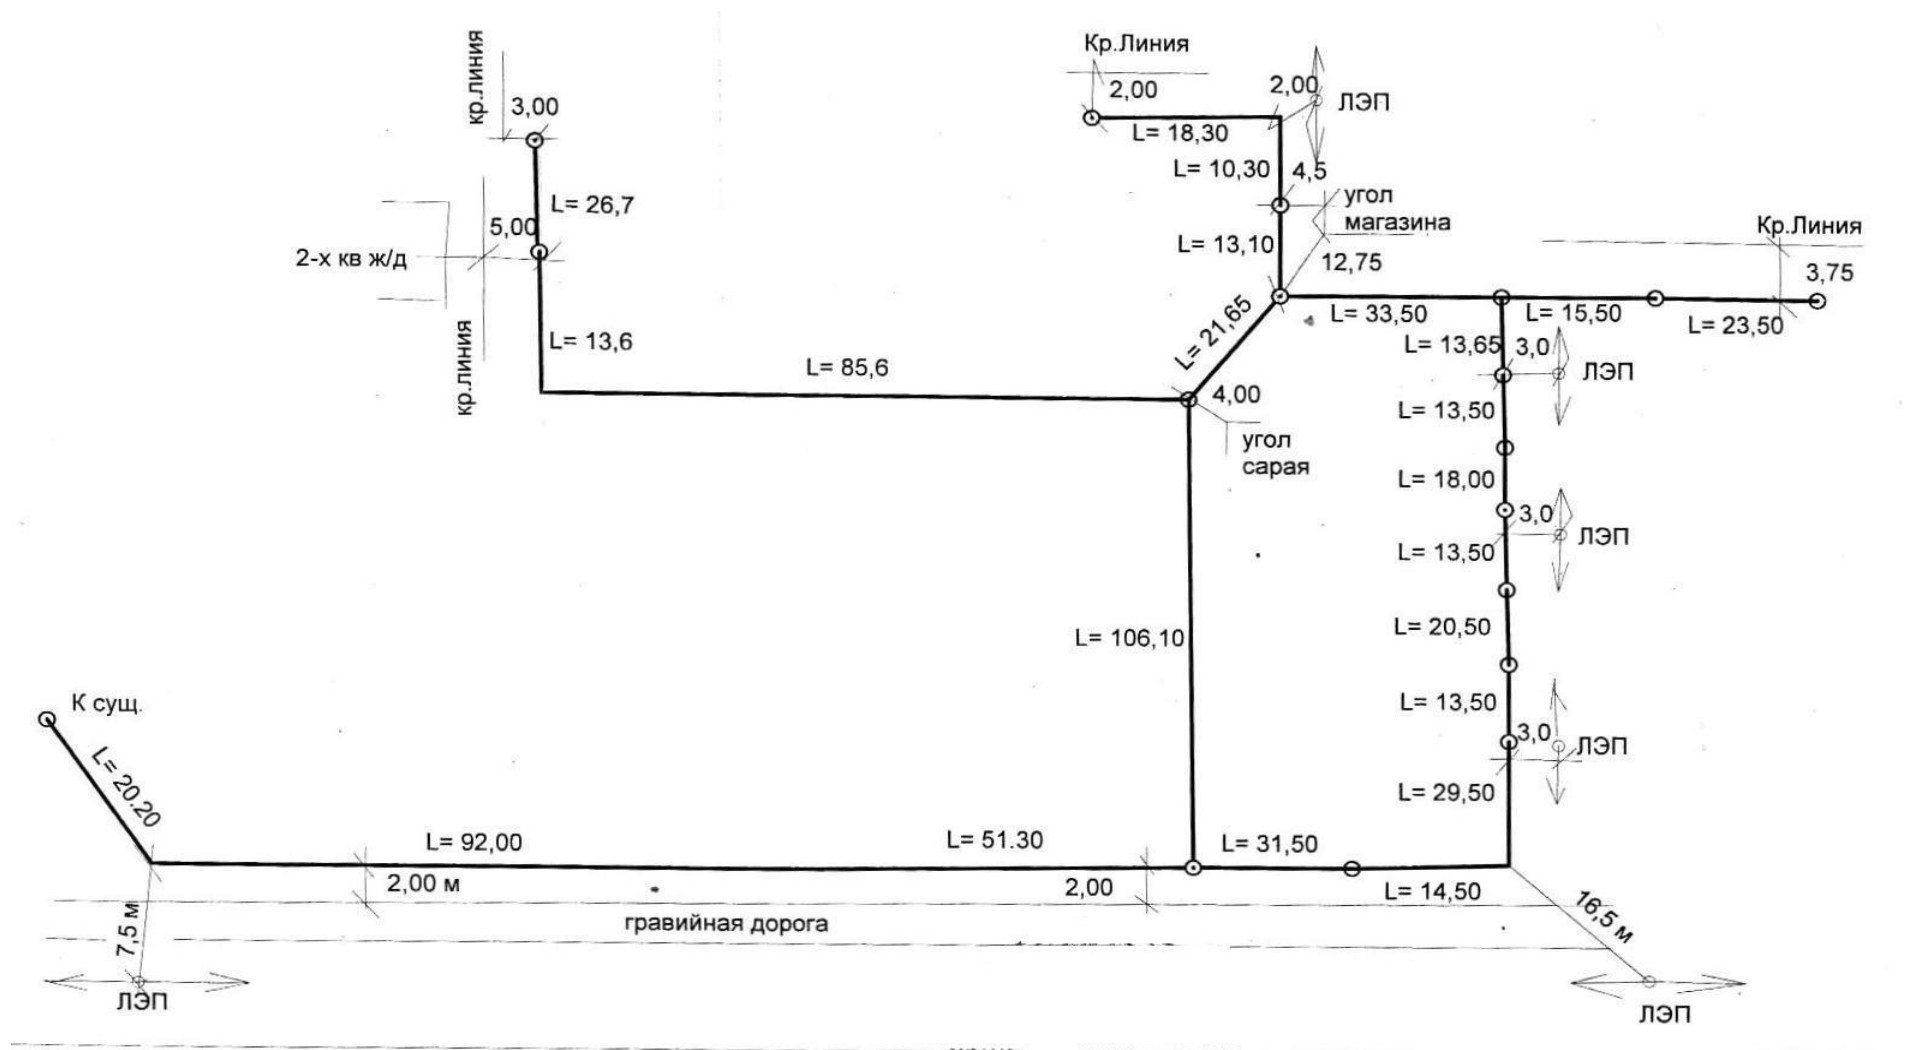 кр.линия
3,00
Кр.Линия
2,00
2,00
ЛЭП
L= 18,30
L= 10,30
4,5
угол
магазина
L= 26,7
5,00
2-х кв ж/д
L= 13,10
12,75
Кр.Линия
3,75
L= 33,50
L= 15,50
L= 23,50
L= 21,65
L= 13,65
3,0
ЛЭП
кр.линия
L= 13,6
L= 85,6
4,00
угол
сарая
L= 13,50
L= 18,00
3,0
ЛЭП
L= 13,50
L= 106,10
L= 20,50
К сущ.
L= 13,50
3,0
ЛЭП
L= 20.20
L= 29,50
L= 92,00
L= 51.30
L= 31,50
2,00 м
2,00
L= 14,50
гравийная дорога
7,5 м
16,5 м
ЛЭП
ЛЭП